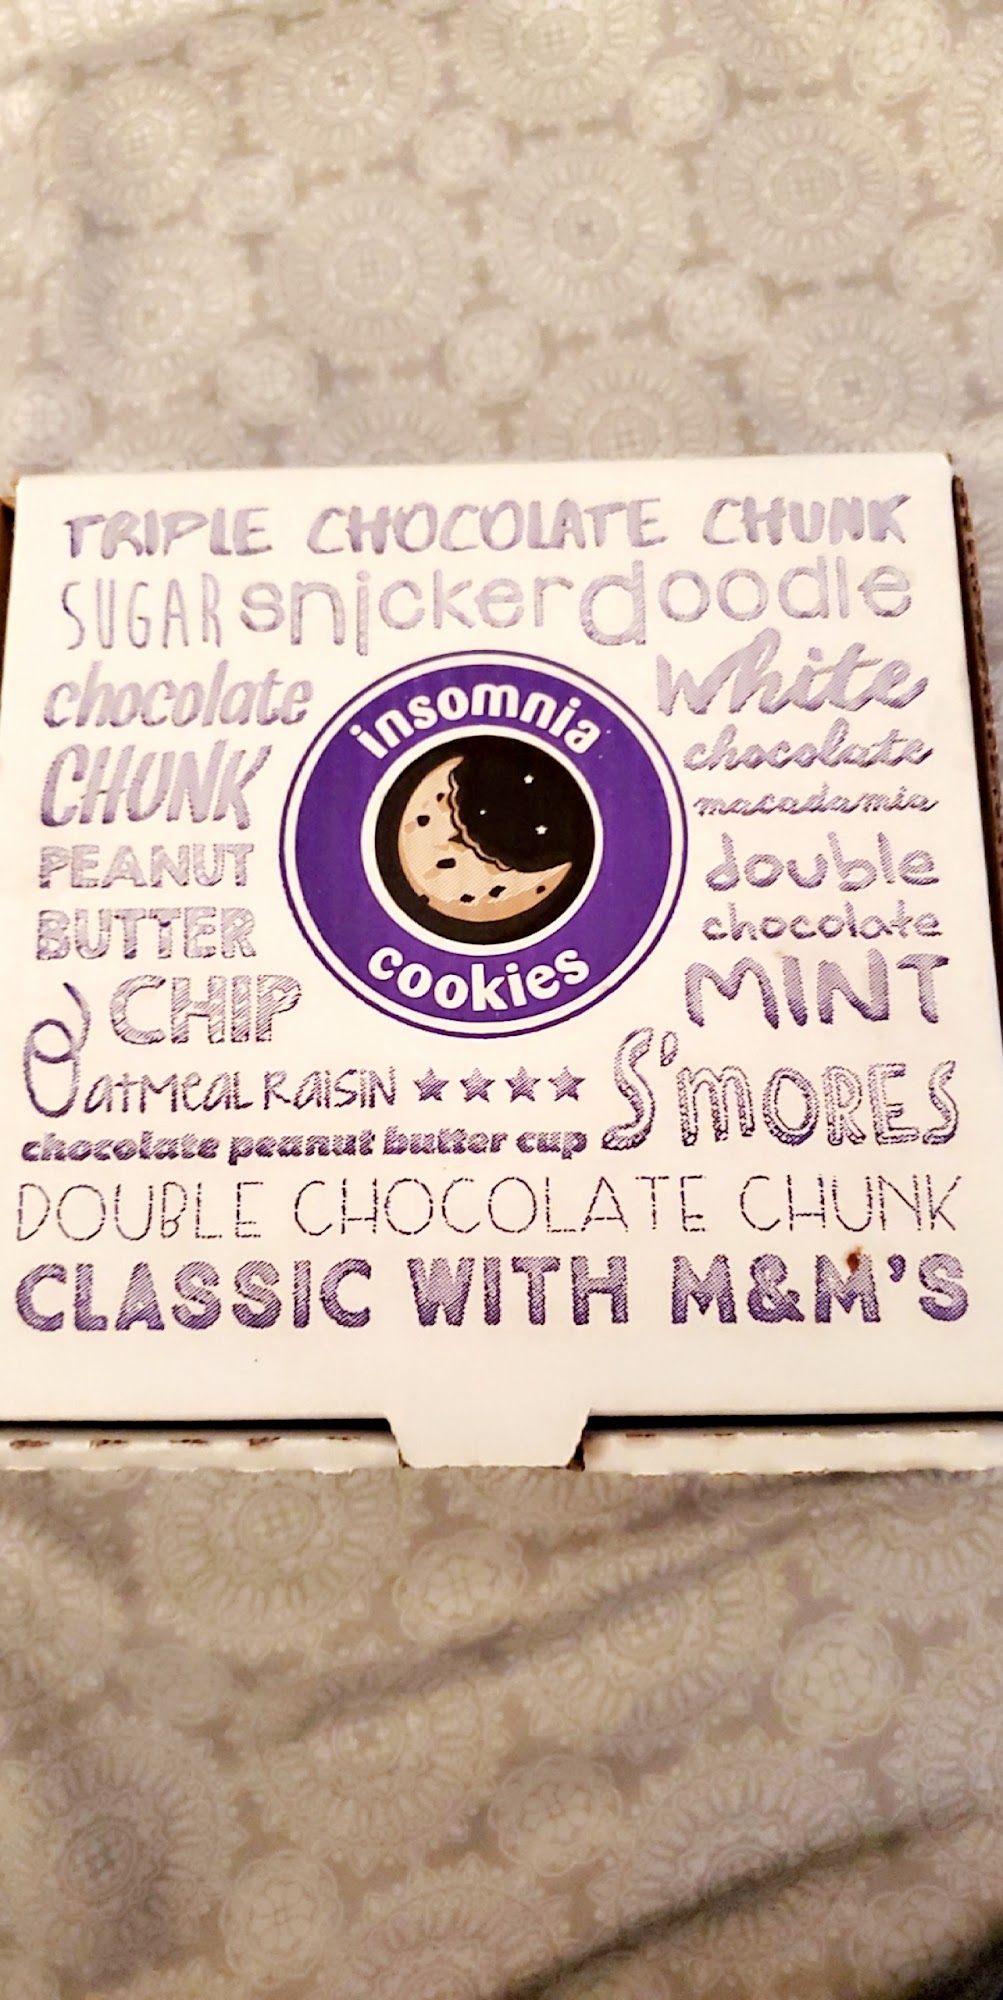 TRIPLE CHOCOLATE CHUNK
SUGAR snickerdoodle
chocolate
CHUNK
PEANUT
BUTTER
CHIP
insomnia
cookies
white
chocolate
macadamia
double
chocolate
MINT
Oatmeal Raisin
S'mores
chocolate peanut butter cup
DOUBLE CHOCOLATE CHUNK
CLASSIC WITH M&M'S